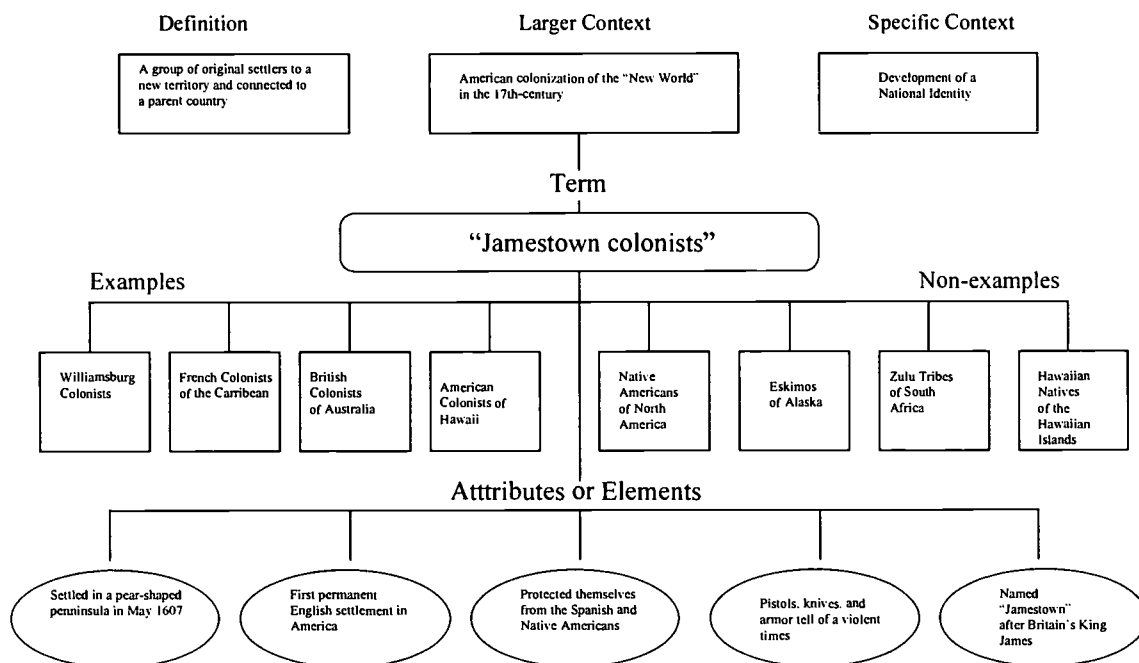 Definition
Larger Context
Specific Context
A group of original settlers to a
new territory and connected to
a parent country
American colonization of the “New World”
in the 17th-century
Development of a
National Identity
Term
“Jamestown colonists”
Examples
Non-examples
Williamsburg
Colonists
French Colonists
of the Carribean
British
Colonists
of Australia
American
Colonists of
Hawaii
Native
Americans
of North
America
Eskimos
of Alaska
Zulu Tribes
of South
Africa
Hawaiian
Natives
of the
Hawaiian
Islands
Atttributes or Elements
Settled in a pear-shaped
penninsula in May 1607
First permanent
English settlement in
America
Protected themselves
from the Spanish and
Native Americans
Pistols, knives, and
armor tell of a violent
times
Named
“Jamestown”
after Britain’s King
James